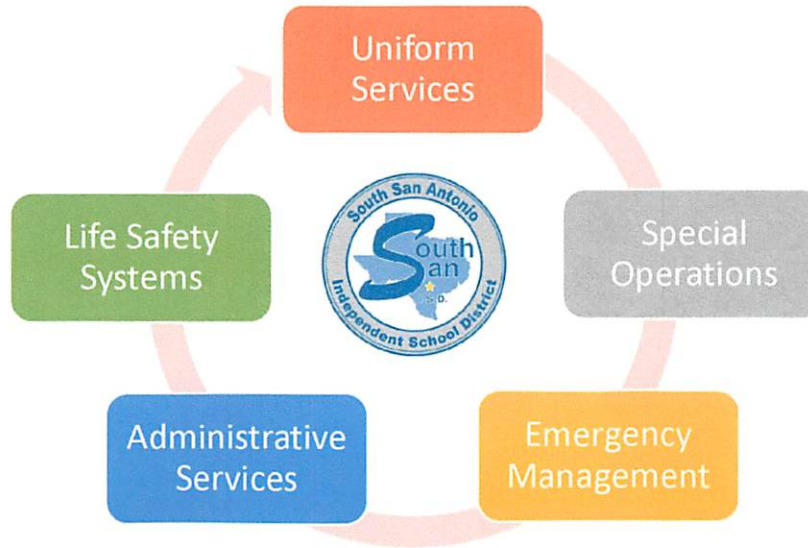 Uniform
Services
Special
Operations
Emergency
Management
Administrative
Services
Life Safety
Systems
South San Antonio
South
San
I.S.D.
Independent School District